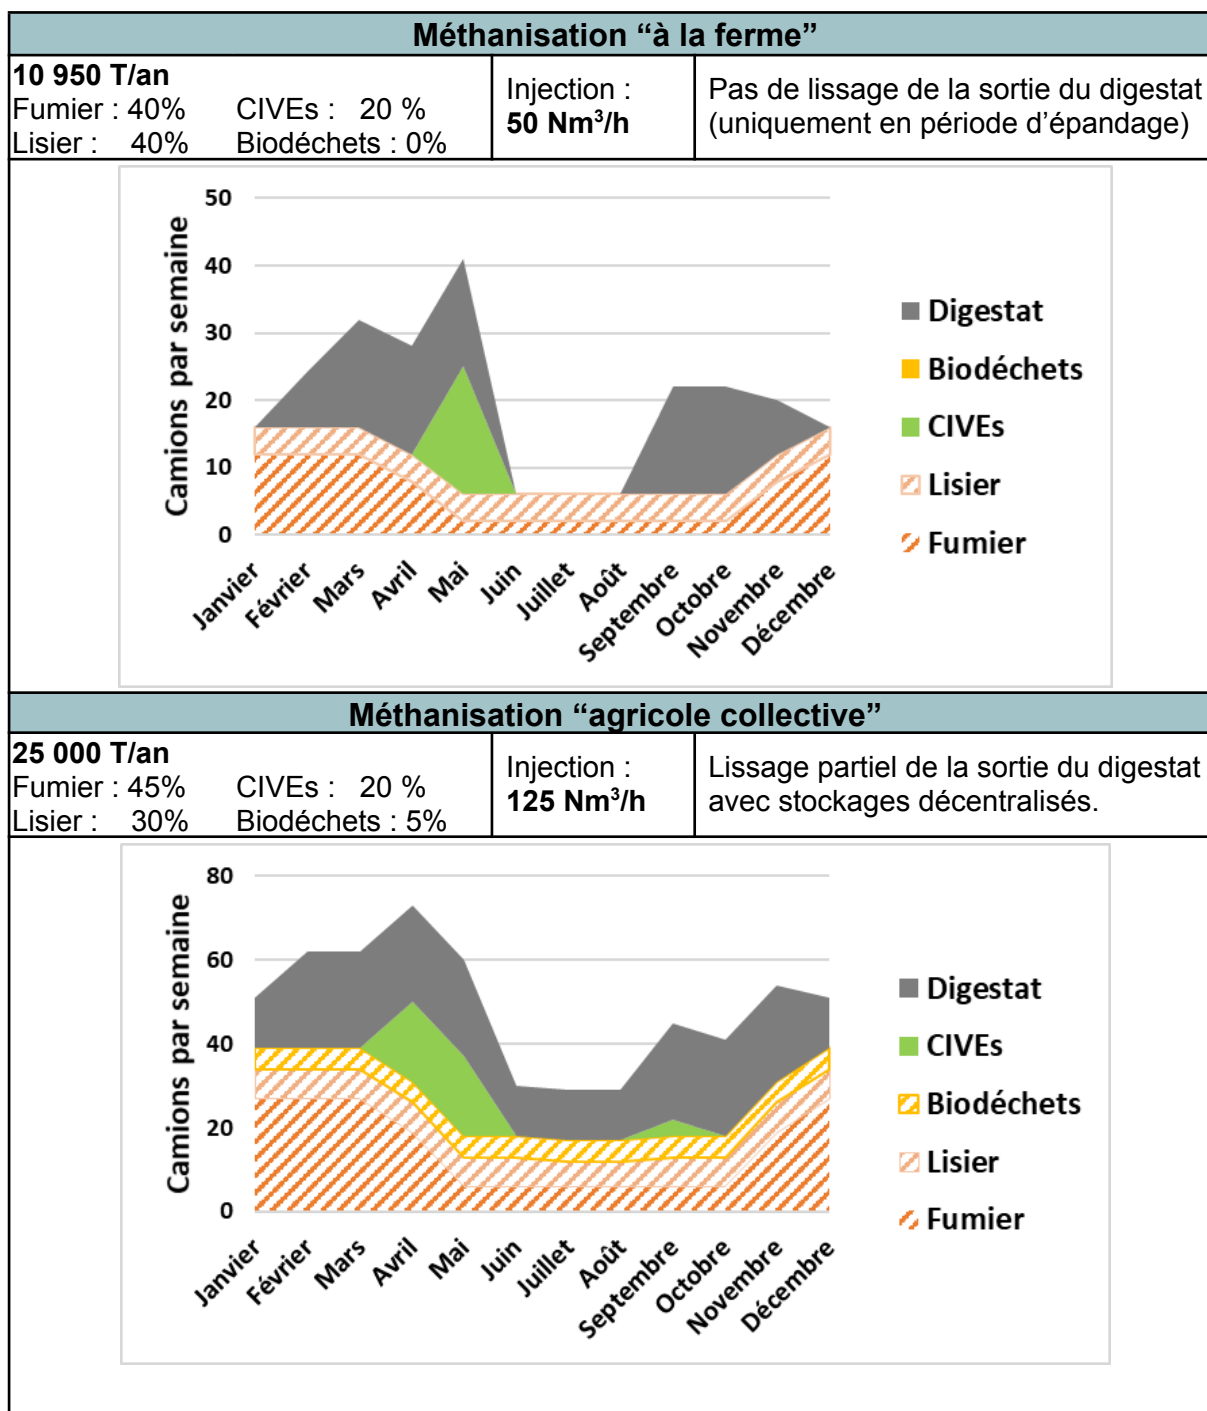 Méthanisation “à la ferme”
10 950 T/an
Fumier : 40% CIVEs : 20 %
Lisier : 40% Biodéchets : 0%
Injection :
50 Nm³/h
Pas de lissage de la sortie du digestat
(uniquement en période d’épandage)
Camions par semaine
50
40
30
20
10
0
Janvier
Février
Mars
Avril
Mai
Juin
Juillet
Août
Septembre
Octobre
Novembre
Décembre
Digestat
Biodéchets
CIVEs
Lisier
Fumier
Méthanisation “agricole collective”
25 000 T/an
Fumier : 45% CIVEs : 20 %
Lisier : 30% Biodéchets : 5%
Injection :
125 Nm³/h
Lissage partiel de la sortie du digestat
avec stockages décentralisés.
Camions par semaine
80
60
40
20
0
Janvier
Février
Mars
Avril
Mai
Juin
Juillet
Août
Septembre
Octobre
Novembre
Décembre
Digestat
CIVEs
Biodéchets
Lisier
Fumier